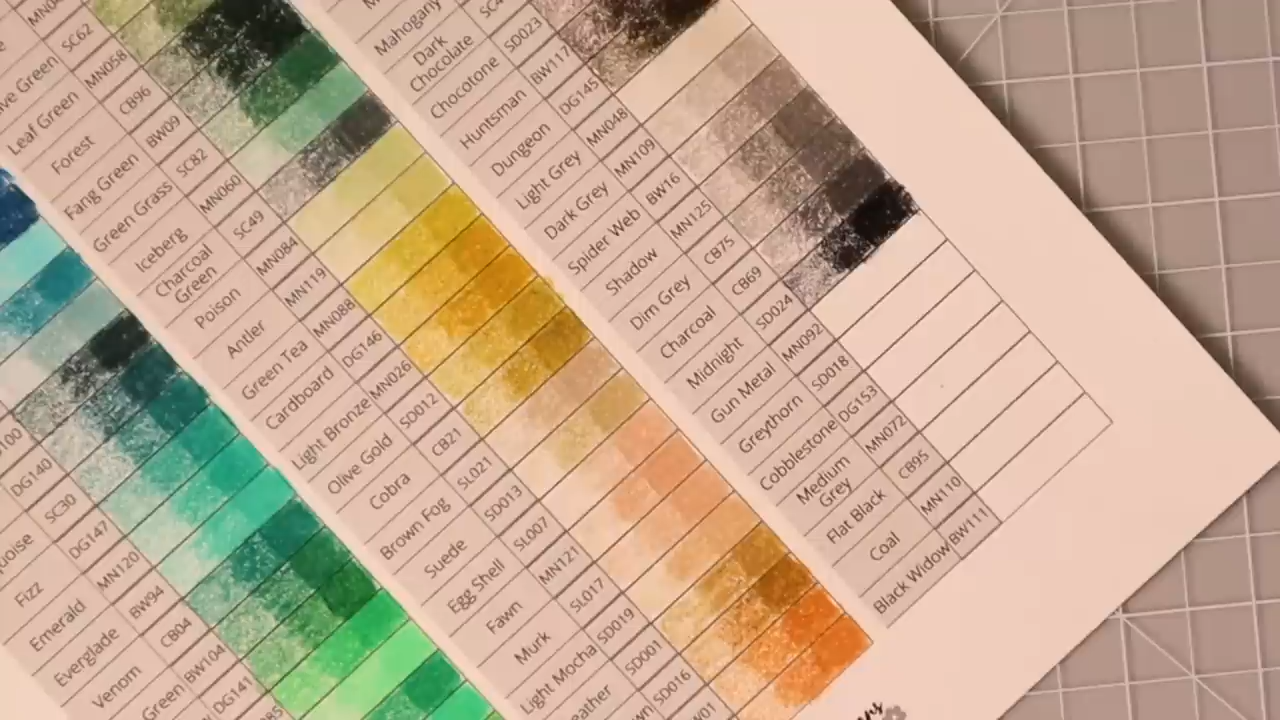 SC62
Leaf Green MN058
Forest CB96
Fang Green BW09
Green Grass SC82
Iceberg MN060
Charcoal
Green
SC49
Poison MN084
Antler MN119
Green Tea MN088
Cardboard DG146
Light Bronze MN026
Olive Gold SD012
Cobra CB21
Brown Fog SL021
Suede SD013
Egg Shell SL007
Fawn MN121
Murk SL017
Light Mocha SD019
SD001
SD016
Mahogany
Dark
Chocolate
SD023
Chocotone BW117
Huntsman DG145
Dungeon MN048
Light Grey MN109
Dark Grey BW16
Spider Web MN125
Shadow CB75
Dim Grey CB69
Charcoal SD024
Midnight MN092
Gun Metal SD018
Greythorn DG153
Cobblestone MN072
Medium
Grey
CB95
Flat Black MN110
Coal BW111
Black Widow
DG140
SC30
DG147
Fizz MN120
Emerald BW94
Everglade CB04
Venom BW104
Green DG141